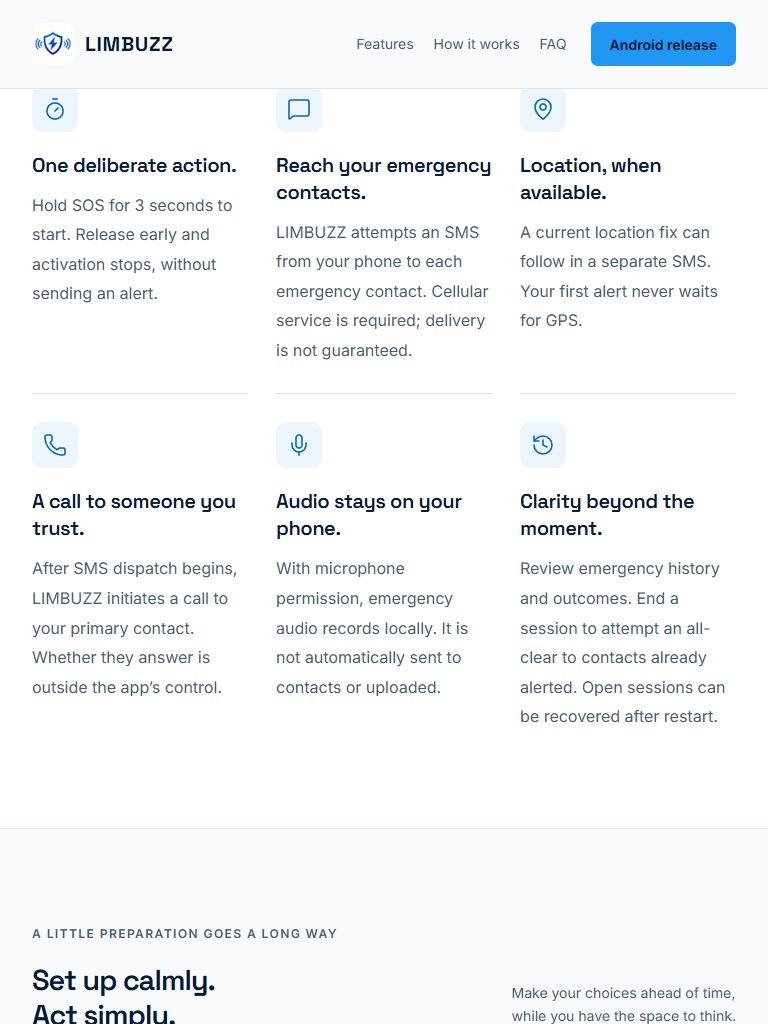 LIMBUZZ
Features
How it works
FAQ
Android release
One deliberate action.
Hold SOS for 3 seconds to
start. Release early and
activation stops, without
sending an alert.
Reach your emergency
contacts.
LIMBUZZ attempts an SMS
from your phone to each
emergency contact. Cellular
service is required; delivery
is not guaranteed.
Location, when
available.
A current location fix can
follow in a separate SMS.
Your first alert never waits
for GPS.
A call to someone you
trust.
After SMS dispatch begins,
LIMBUZZ initiates a call to
your primary contact.
Whether they answer is
outside the app’s control.
Audio stays on your
phone.
With microphone
permission, emergency
audio records locally. It is
not automatically sent to
contacts or uploaded.
Clarity beyond the
moment.
Review emergency history
and outcomes. End a
session to attempt an all-
clear to contacts already
alerted. Open sessions can
be recovered after restart.
A LITTLE PREPARATION GOES A LONG WAY
Set up calmly.
Act simply.
Make your choices ahead of time,
while you have the space to think.